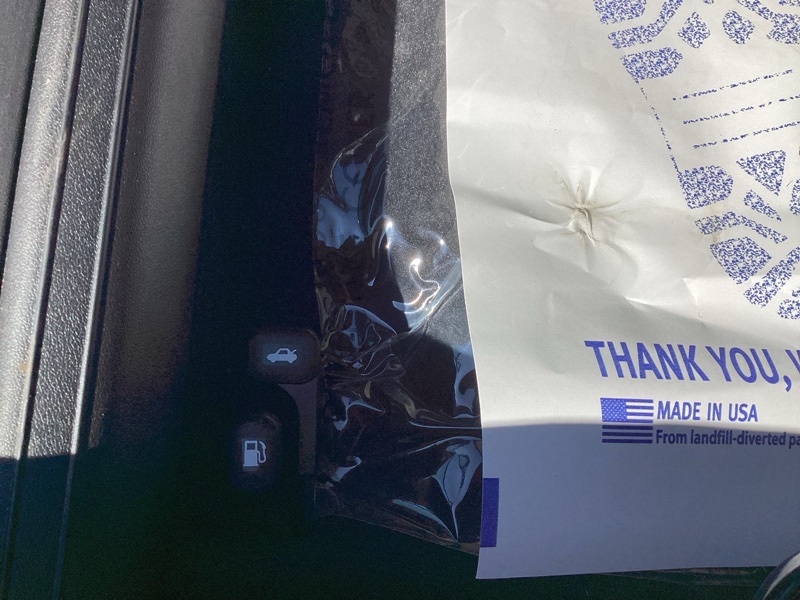 THANK YOU,
MADE IN USA
From landfill-diverted